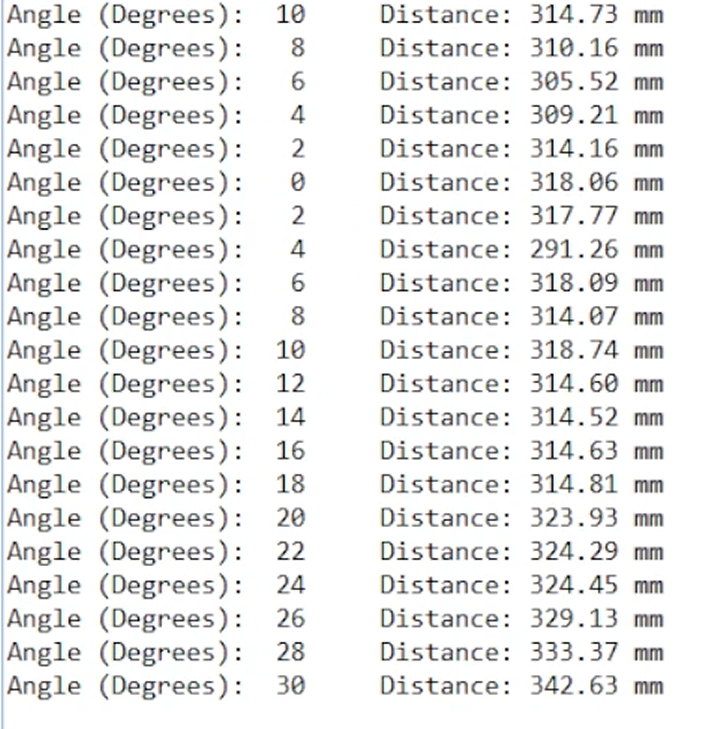 Angle (Degrees): 10 Distance: 314.73 mm
Angle (Degrees): 8 Distance: 310.16 mm
Angle (Degrees): 6 Distance: 305.52 mm
Angle (Degrees): 4 Distance: 309.21 mm
Angle (Degrees): 2 Distance: 314.16 mm
Angle (Degrees): 0 Distance: 318.06 mm
Angle (Degrees): 2 Distance: 317.77 mm
Angle (Degrees): 4 Distance: 291.26 mm
Angle (Degrees): 6 Distance: 318.09 mm
Angle (Degrees): 8 Distance: 314.07 mm
Angle (Degrees): 10 Distance: 318.74 mm
Angle (Degrees): 12 Distance: 314.60 mm
Angle (Degrees): 14 Distance: 314.52 mm
Angle (Degrees): 16 Distance: 314.63 mm
Angle (Degrees): 18 Distance: 314.81 mm
Angle (Degrees): 20 Distance: 323.93 mm
Angle (Degrees): 22 Distance: 324.29 mm
Angle (Degrees): 24 Distance: 324.45 mm
Angle (Degrees): 26 Distance: 329.13 mm
Angle (Degrees): 28 Distance: 333.37 mm
Angle (Degrees): 30 Distance: 342.63 mm